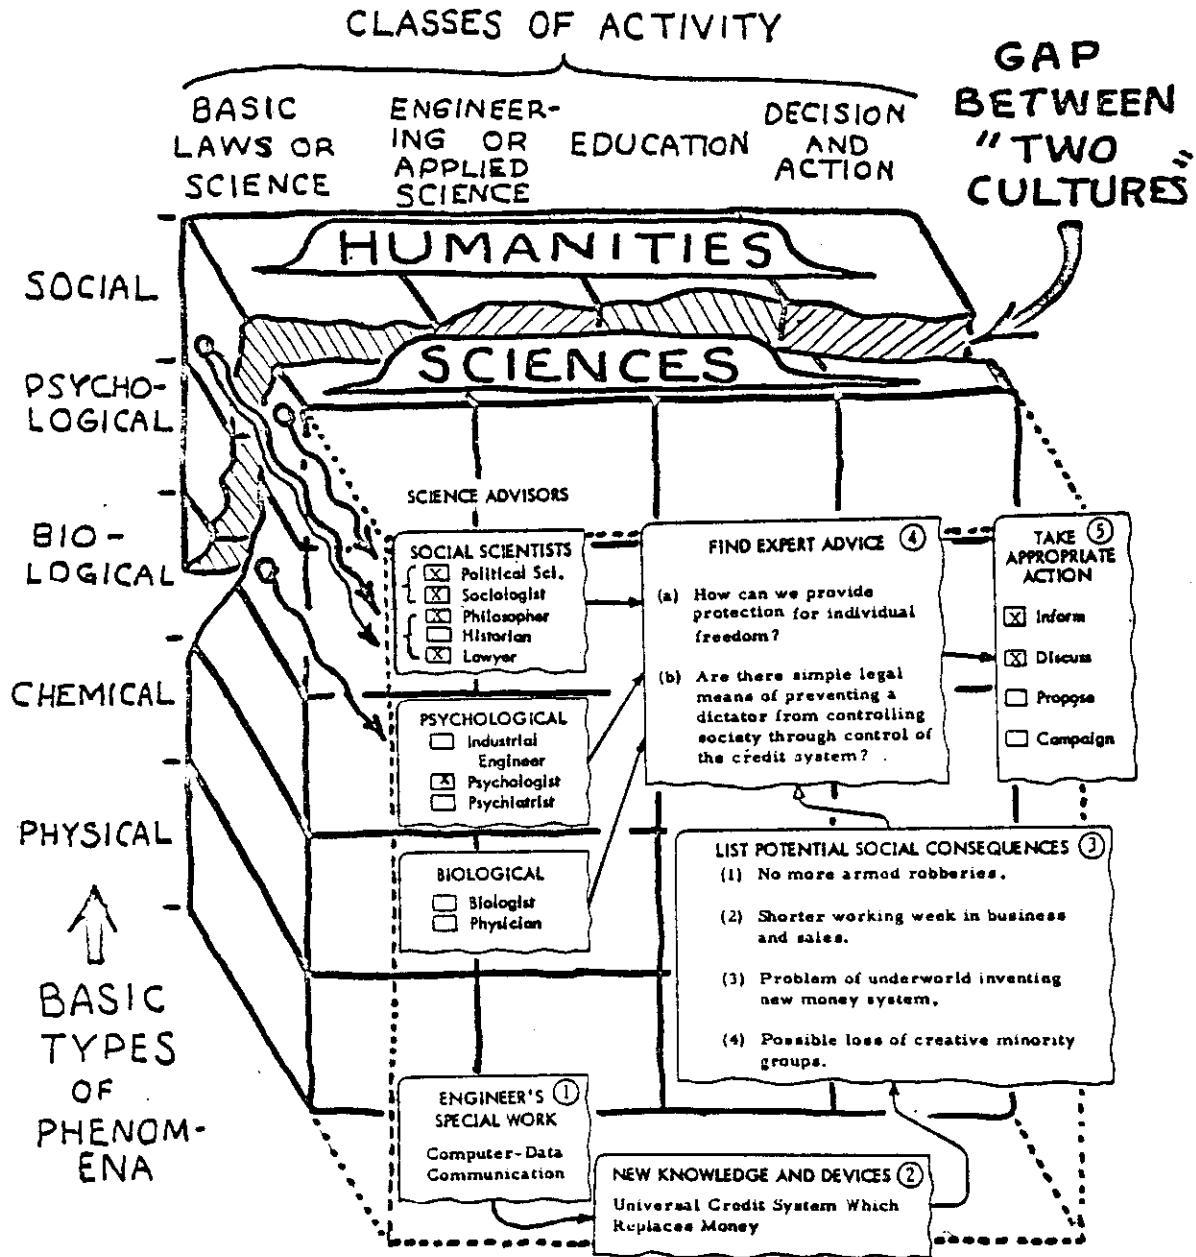 CLASSES OF ACTIVITY
BASIC
LAWS OR
SCIENCE
ENGINEER-
ING OR
APPLIED
SCIENCE
EDUCATION
DECISION
AND
ACTION
GAP
BETWEEN
"TWO
CULTURES"
HUMANITIES
SCIENCES
SOCIAL
PSYCHO-
LOGICAL
BIO-
LOGICAL
CHEMICAL
PHYSICAL
BASIC
TYPES
OF
PHENOM-
ENA
SCIENCE ADVISORS
SOCIAL SCIENTISTS
X Political Sci.
X Sociologist
X Philosopher
Historian
X Lawyer
PSYCHOLOGICAL
Industrial
Engineer
X Psychologist
Psychiatrist
BIOLOGICAL
Biologist
Physician
FIND EXPERT ADVICE 4
(a) How can we provide
protection for individual
freedom?
(b) Are there simple legal
means of preventing a
dictator from controlling
society through control of
the credit system?
TAKE 5
APPROPRIATE
ACTION
X Inform
X Discuss
Propose
Campaign
LIST POTENTIAL SOCIAL CONSEQUENCES 3
(1) No more armed robberies.
(2) Shorter working week in business
and sales.
(3) Problem of underworld inventing
new money system.
(4) Possible loss of creative minority
groups.
ENGINEER'S 1
SPECIAL WORK
Computer-Data
Communication
NEW KNOWLEDGE AND DEVICES 2
Universal Credit System Which
Replaces Money